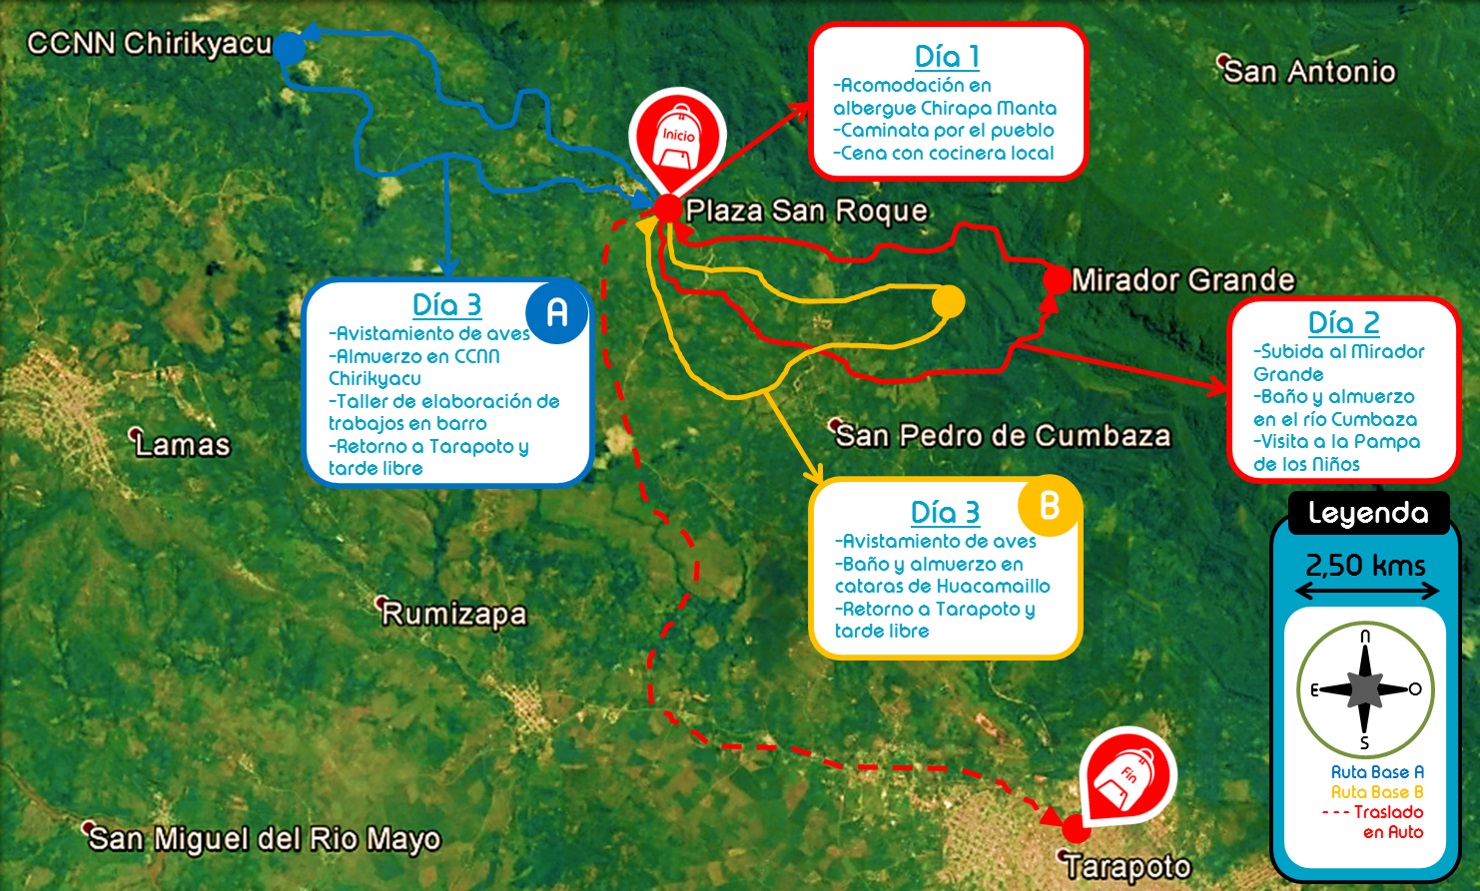 CCNN Chirikyacu
Inicio
Día 1
-Acomodación en
albergue Chirapa Manta
-Caminata por el pueblo
-Cena con cocinera local
San Antonio
Plaza San Roque
Mirador Grande
Día 3
A
-Avistamiento de aves
-Almuerzo en CCNN
Chirikyacu
-Taller de elaboración de
trabajos en barro
-Retorno a Tarapoto y
tarde libre
Día 2
-Subida al Mirador
Grande
-Baño y almuerzo
en el río Cumbaza
-Visita a la Pampa
de los Niños
Lamas
San Pedro de Cumbaza
Día 3
B
-Avistamiento de aves
-Baño y almuerzo en
cataras de Huacamaillo
-Retorno a Tarapoto y
tarde libre
Rumizapa
San Miguel del Rio Mayo
Fin
Tarapoto
Leyenda
2,50 kms
N
E
O
S
Ruta Base A
Ruta Base B
--- Traslado
en Auto